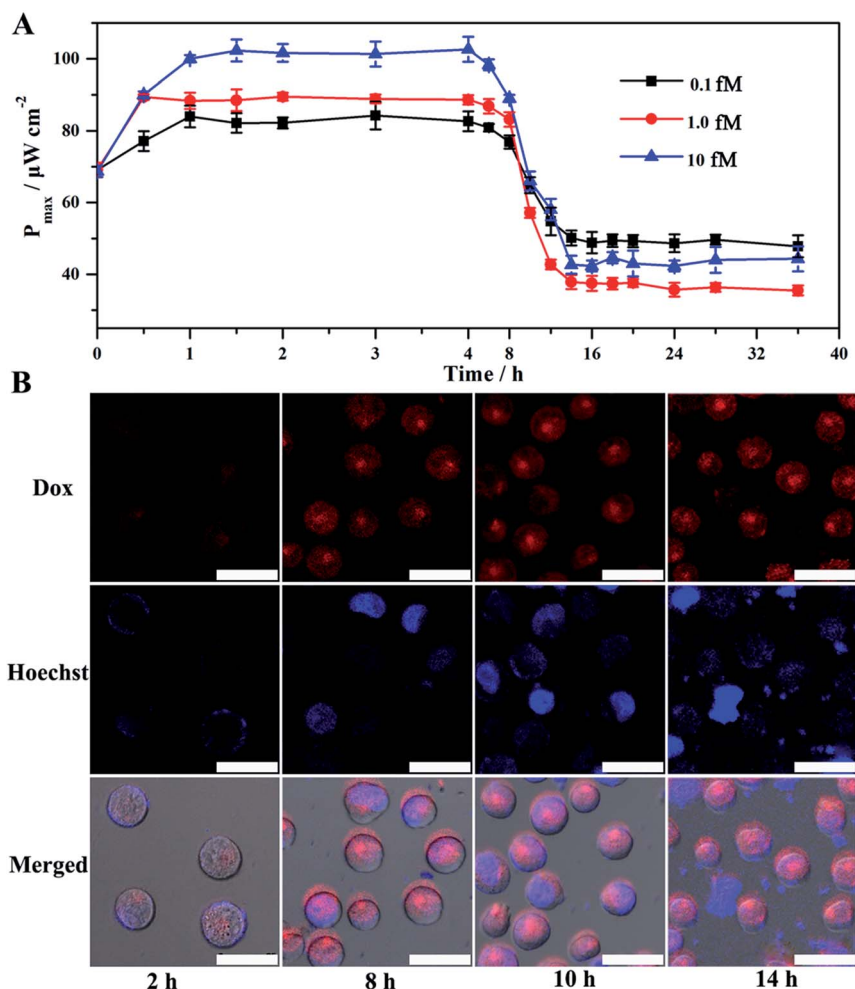 A
P max / µW cm-2
100
80
60
40
0.1 fM
1.0 fM
10 fM
0 1 2 3 4 8 16 24 32 40
Time / h
B
Dox
Hoechst
Merged
2 h 8 h 10 h 14 h